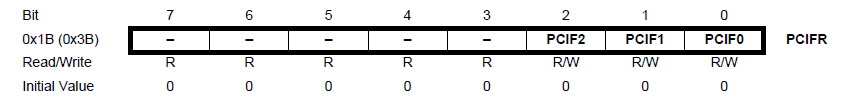 Bit 7 6 5 4 3 2 1 0
0x1B (0x3B) – – – – – PCIF2 PCIF1 PCIF0 PCIFR
Read/Write R R R R R R/W R/W R/W
Initial Value 0 0 0 0 0 0 0 0